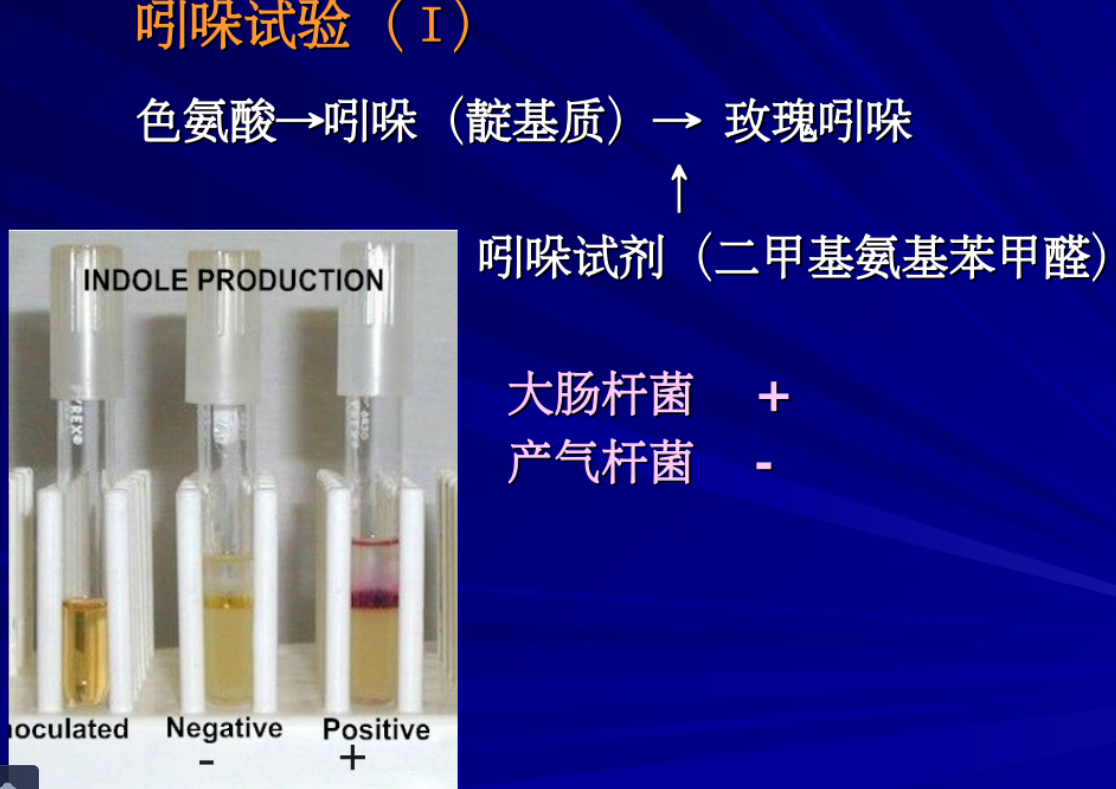 吲哚试验（I）
色氨酸→吲哚（靛基质）→ 玫瑰吲哚
↑
吲哚试剂（二甲基氨基苯甲醛）
INDOLE PRODUCTION
大肠杆菌 +
产气杆菌 -
noculated Negative Positive
- +